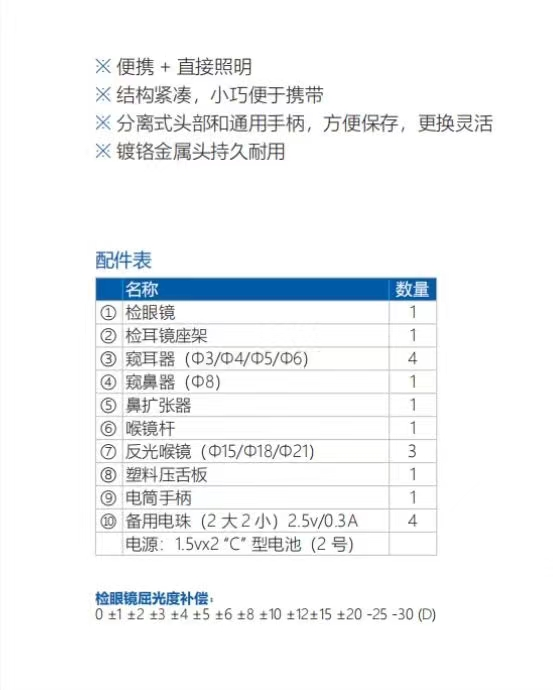 ※ 便携 + 直接照明
※ 结构紧凑，小巧便于携带
※ 分离式头部和通用手柄，方便保存，更换灵活
※ 镀铬金属头持久耐用
配件表
名称 数量
① 检眼镜 1
② 检耳镜座架 1
③ 窥耳器（Φ3/Φ4/Φ5/Φ6） 4
④ 窥鼻器（Φ8） 1
⑤ 鼻扩张器 1
⑥ 喉镜杆 1
⑦ 反光喉镜（Φ15/Φ18/Φ21） 3
⑧ 塑料压舌板 1
⑨ 电筒手柄 1
⑩ 备用电珠（2 大 2 小）2.5v/0.3A 4
电源：1.5vx2 “C” 型电池（2 号）
检眼镜屈光度补偿：
0 ±1 ±2 ±3 ±4 ±5 ±6 ±8 ±10 ±12±15 ±20 -25 -30 (D)